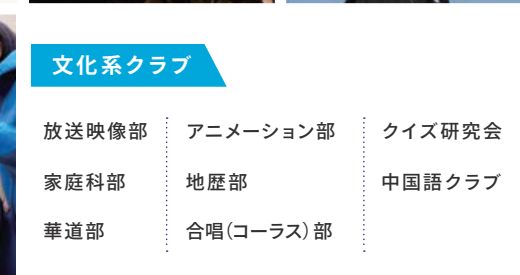 文化系クラブ
放送映像部
家庭科部
華道部
アニメーション部
地歴部
合唱(コーラス)部
クイズ研究会
中国語クラブ